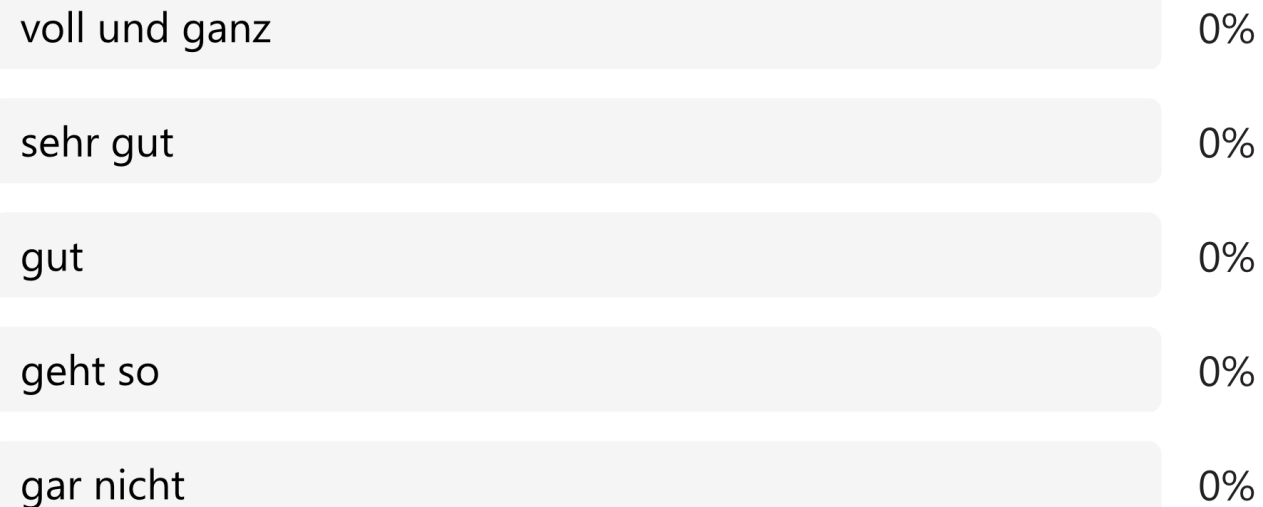 voll und ganz 0%
sehr gut 0%
gut 0%
geht so 0%
gar nicht 0%